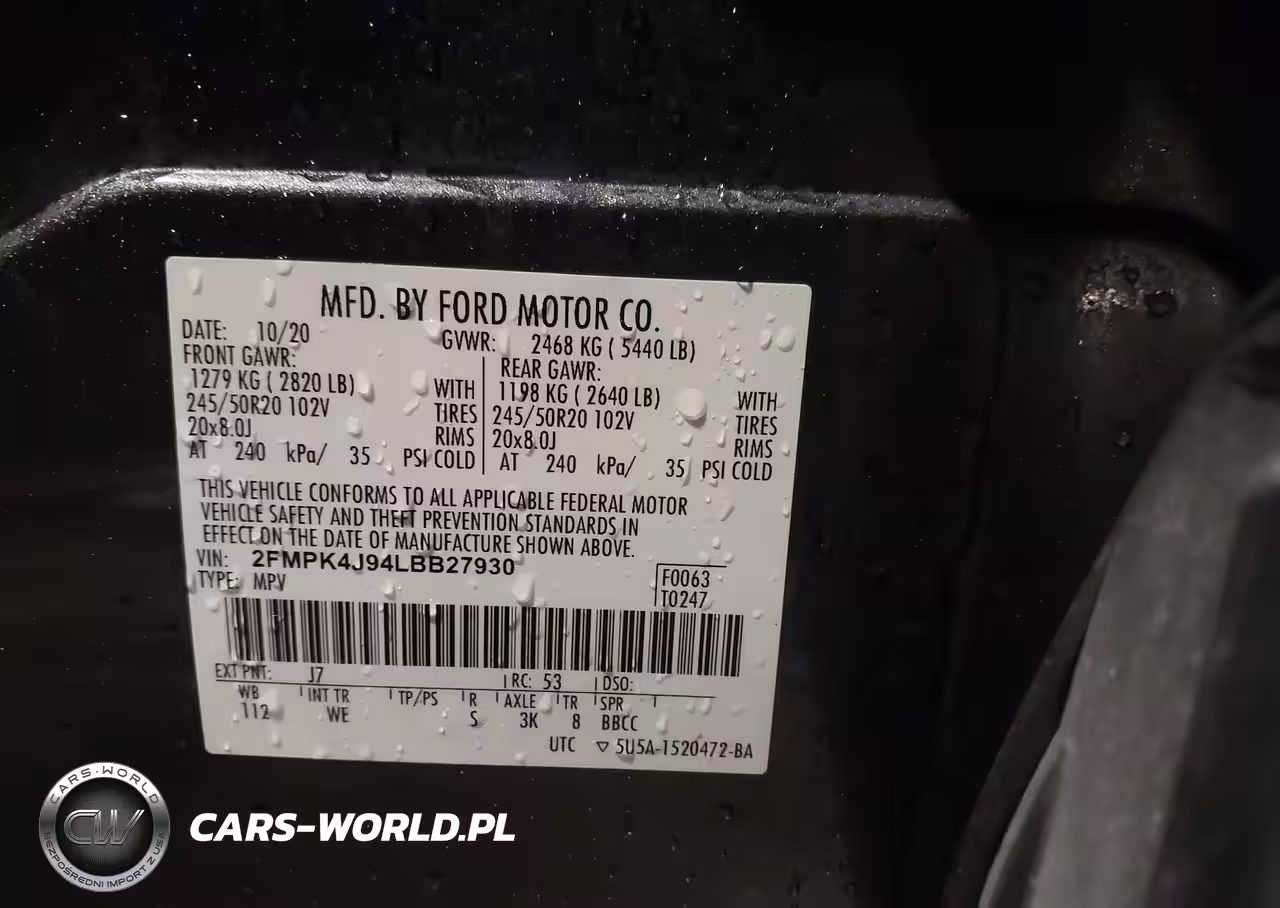 MFD. BY FORD MOTOR CO.
DATE: 10/20
GVWR: 2468 KG ( 5440 LB)
FRONT GAWR:
1279 KG ( 2820 LB)
WITH
245/50R20 102V
TIRES
20x8.0J
RIMS
AT 240 kPa/ 35 PSI COLD
REAR GAWR:
1198 KG ( 2640 LB)
WITH
245/50R20 102V
TIRES
20x8.0J
RIMS
AT 240 kPa/ 35 PSI COLD
THIS VEHICLE CONFORMS TO ALL APPLICABLE FEDERAL MOTOR
VEHICLE SAFETY AND THEFT PREVENTION STANDARDS IN
EFFECT ON THE DATE OF MANUFACTURE SHOWN ABOVE.
VIN: 2FMPK4J94LBB27930
TYPE: MPV
F0063
T0247
EXT PNT: J7 RC: 53 DSO:
WB INT TR TP/PS R AXLE TR SPR
112 WE S 3K 8 BBCC
UTC ▽ 5U5A-1520472-BA
CARS-WORLD
CW
BEZPOŚREDNI IMPORT Z USA
CARS-WORLD.PL